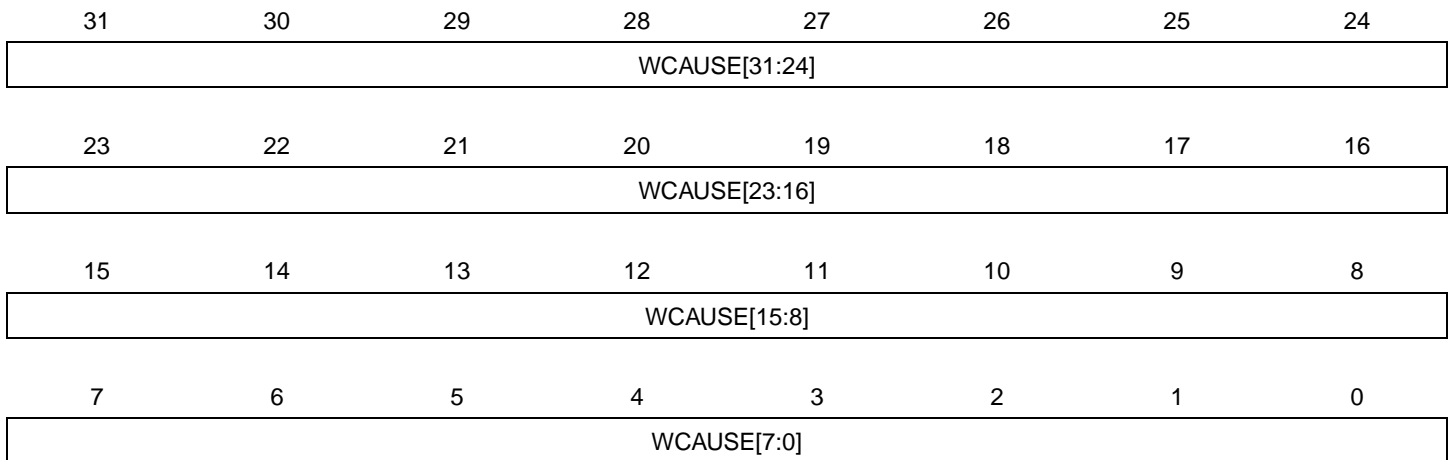 31 30 29 28 27 26 25 24
WCAUSE[31:24]
23 22 21 20 19 18 17 16
WCAUSE[23:16]
15 14 13 12 11 10 9 8
WCAUSE[15:8]
7 6 5 4 3 2 1 0
WCAUSE[7:0]